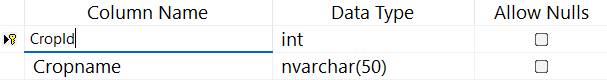 Column Name Data Type Allow Nulls
CropId int
Cropname nvarchar(50)